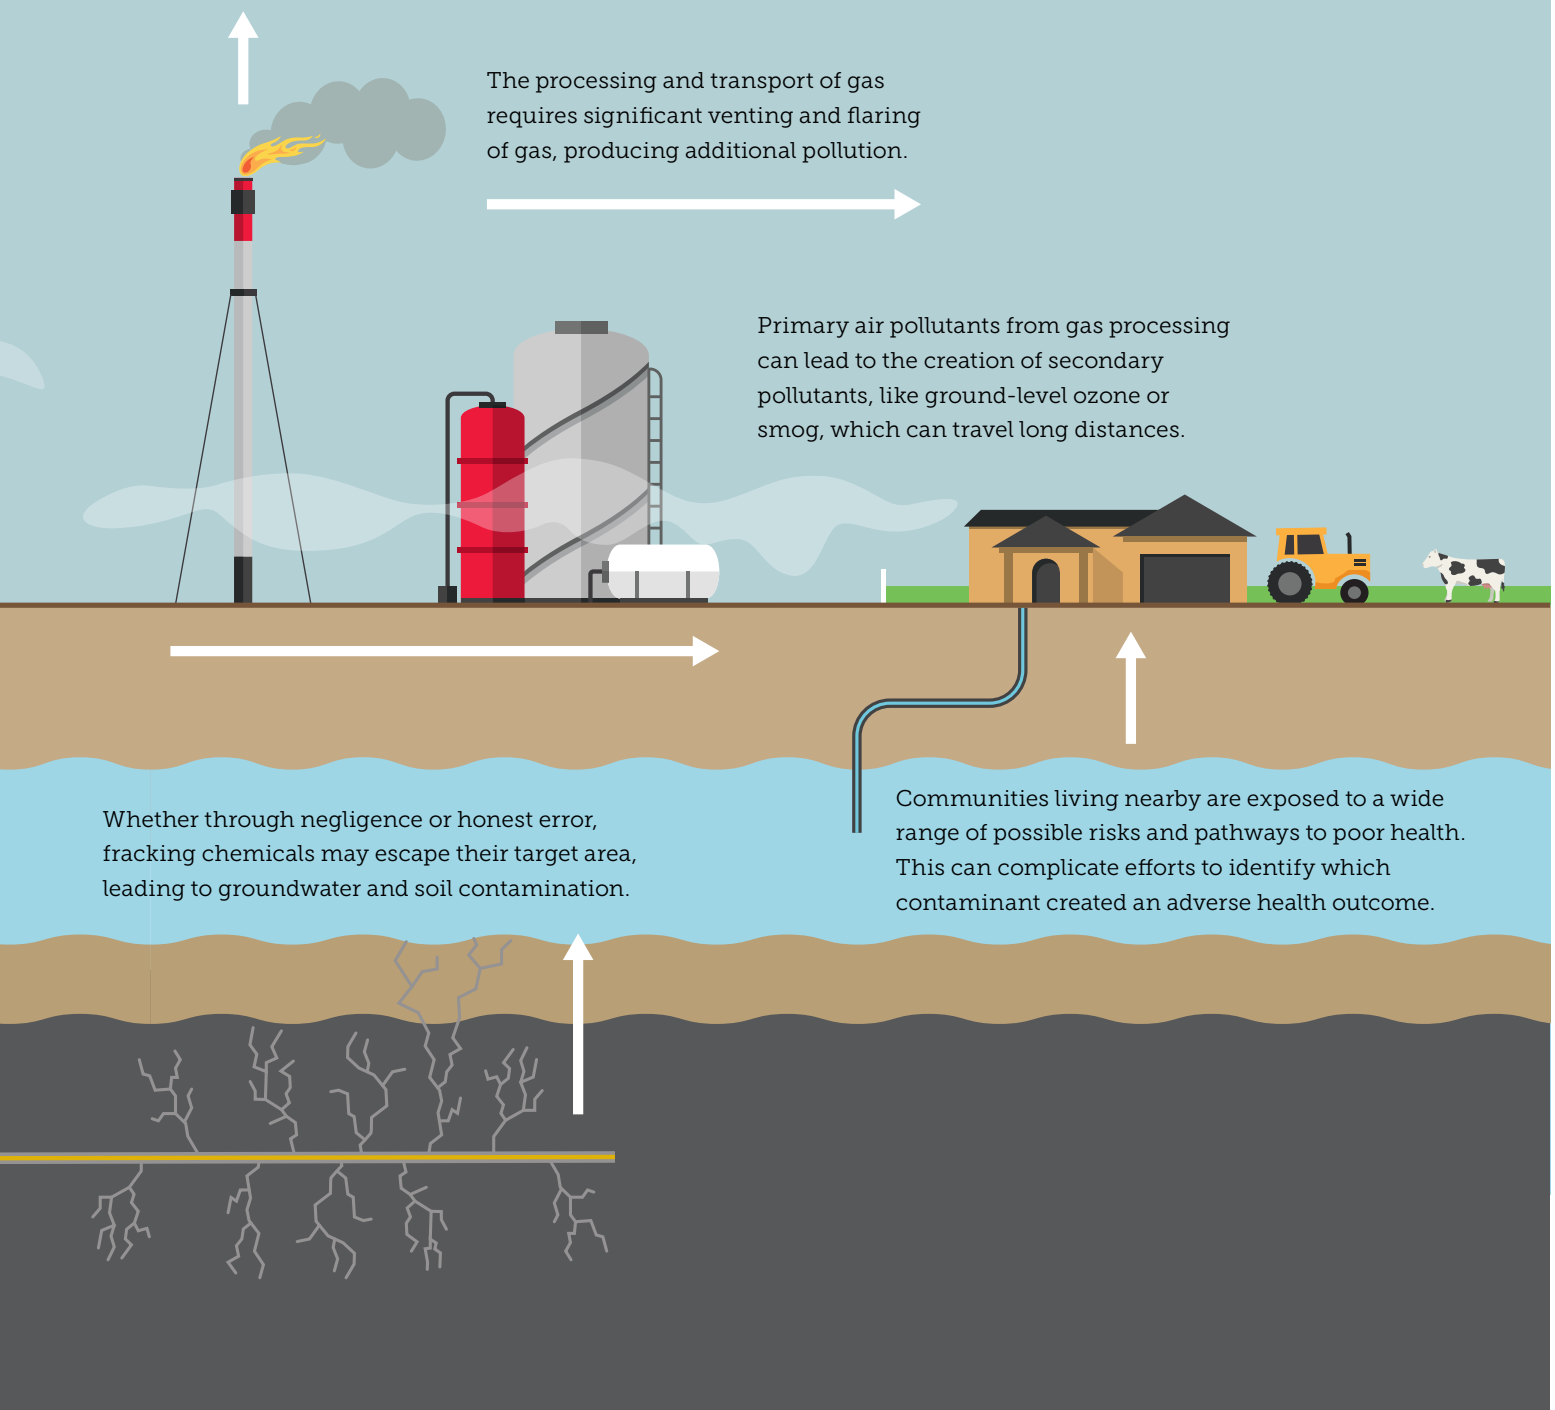 The processing and transport of gas
requires significant venting and flaring
of gas, producing additional pollution.
Primary air pollutants from gas processing
can lead to the creation of secondary
pollutants, like ground-level ozone or
smog, which can travel long distances.
Whether through negligence or honest error,
fracking chemicals may escape their target area,
leading to groundwater and soil contamination.
Communities living nearby are exposed to a wide
range of possible risks and pathways to poor health.
This can complicate efforts to identify which
contaminant created an adverse health outcome.